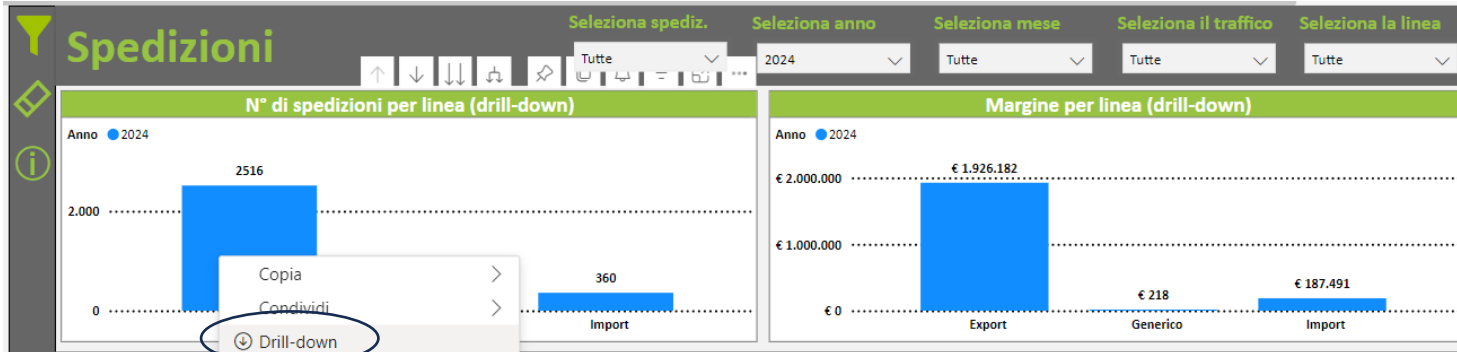 Spedizioni
Seleziona spediz.
Tutte
Seleziona anno
2024
Seleziona mese
Tutte
Seleziona il traffico
Tutte
Seleziona la linea
Tutte
N° di spedizioni per linea (drill-down)
Anno 2024
2516
2.000
360
0
Import
Copia
Condividi
Drill-down
Margine per linea (drill-down)
Anno 2024
€ 2.000.000
€ 1.926.182
€ 1.000.000
€ 218
€ 187.491
€ 0
Export Generico Import